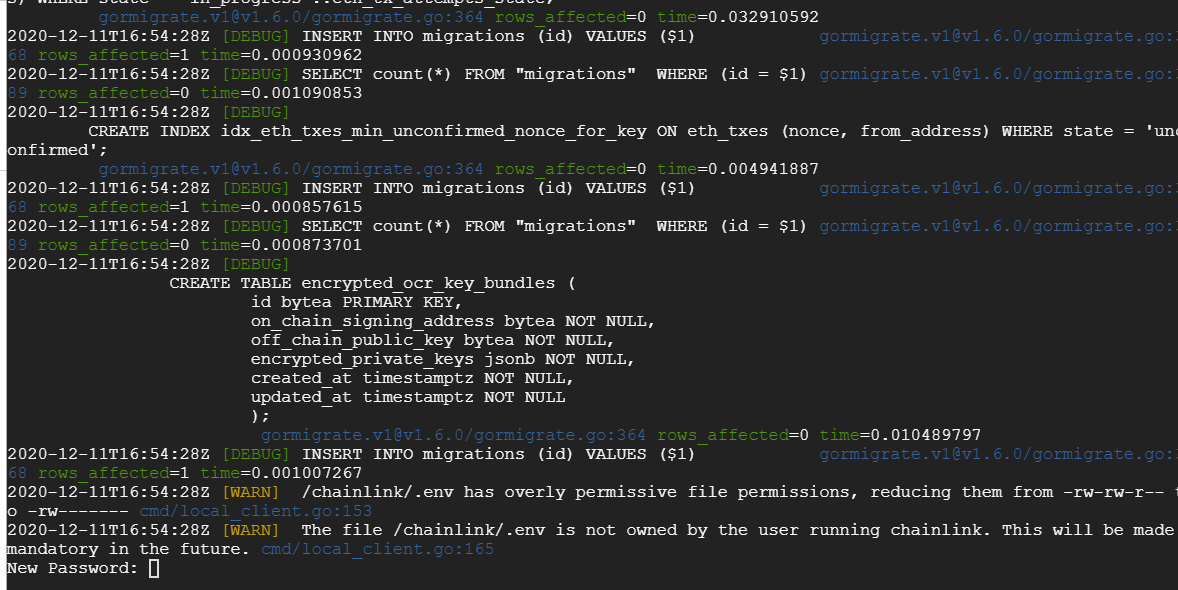 gormigrate.v1@v1.6.0/gormigrate.go:364 rows_affected=0 time=0.032910592
2020-12-11T16:54:28Z [DEBUG] INSERT INTO migrations (id) VALUES ($1) gormigrate.v1@v1.6.0/gormigrate.go:
68 rows_affected=1 time=0.000930962
2020-12-11T16:54:28Z [DEBUG] SELECT count(*) FROM "migrations"  WHERE (id = $1) gormigrate.v1@v1.6.0/gormigrate.go:
89 rows_affected=0 time=0.001090853
2020-12-11T16:54:28Z [DEBUG]
CREATE INDEX idx_eth_txes_min_unconfirmed_nonce_for_key ON eth_txes (nonce, from_address) WHERE state = 'unc
onfirmed';
gormigrate.v1@v1.6.0/gormigrate.go:364 rows_affected=0 time=0.004941887
2020-12-11T16:54:28Z [DEBUG] INSERT INTO migrations (id) VALUES ($1) gormigrate.v1@v1.6.0/gormigrate.go:
68 rows_affected=1 time=0.000857615
2020-12-11T16:54:28Z [DEBUG] SELECT count(*) FROM "migrations"  WHERE (id = $1) gormigrate.v1@v1.6.0/gormigrate.go:
89 rows_affected=0 time=0.000873701
2020-12-11T16:54:28Z [DEBUG]
CREATE TABLE encrypted_ocr_key_bundles (
id bytea PRIMARY KEY,
on_chain_signing_address bytea NOT NULL,
off_chain_public_key bytea NOT NULL,
encrypted_private_keys jsonb NOT NULL,
created_at timestamptz NOT NULL,
updated_at timestamptz NOT NULL
);
gormigrate.v1@v1.6.0/gormigrate.go:364 rows_affected=0 time=0.010489797
2020-12-11T16:54:28Z [DEBUG] INSERT INTO migrations (id) VALUES ($1) gormigrate.v1@v1.6.0/gormigrate.go:
68 rows_affected=1 time=0.001007267
2020-12-11T16:54:28Z [WARN]  /chainlink/.env has overly permissive file permissions, reducing them from -rw-rw-r-- t
o -rw------- cmd/local_client.go:153
2020-12-11T16:54:28Z [WARN]  The file /chainlink/.env is not owned by the user running chainlink. This will be made
mandatory in the future. cmd/local_client.go:165
New Password: